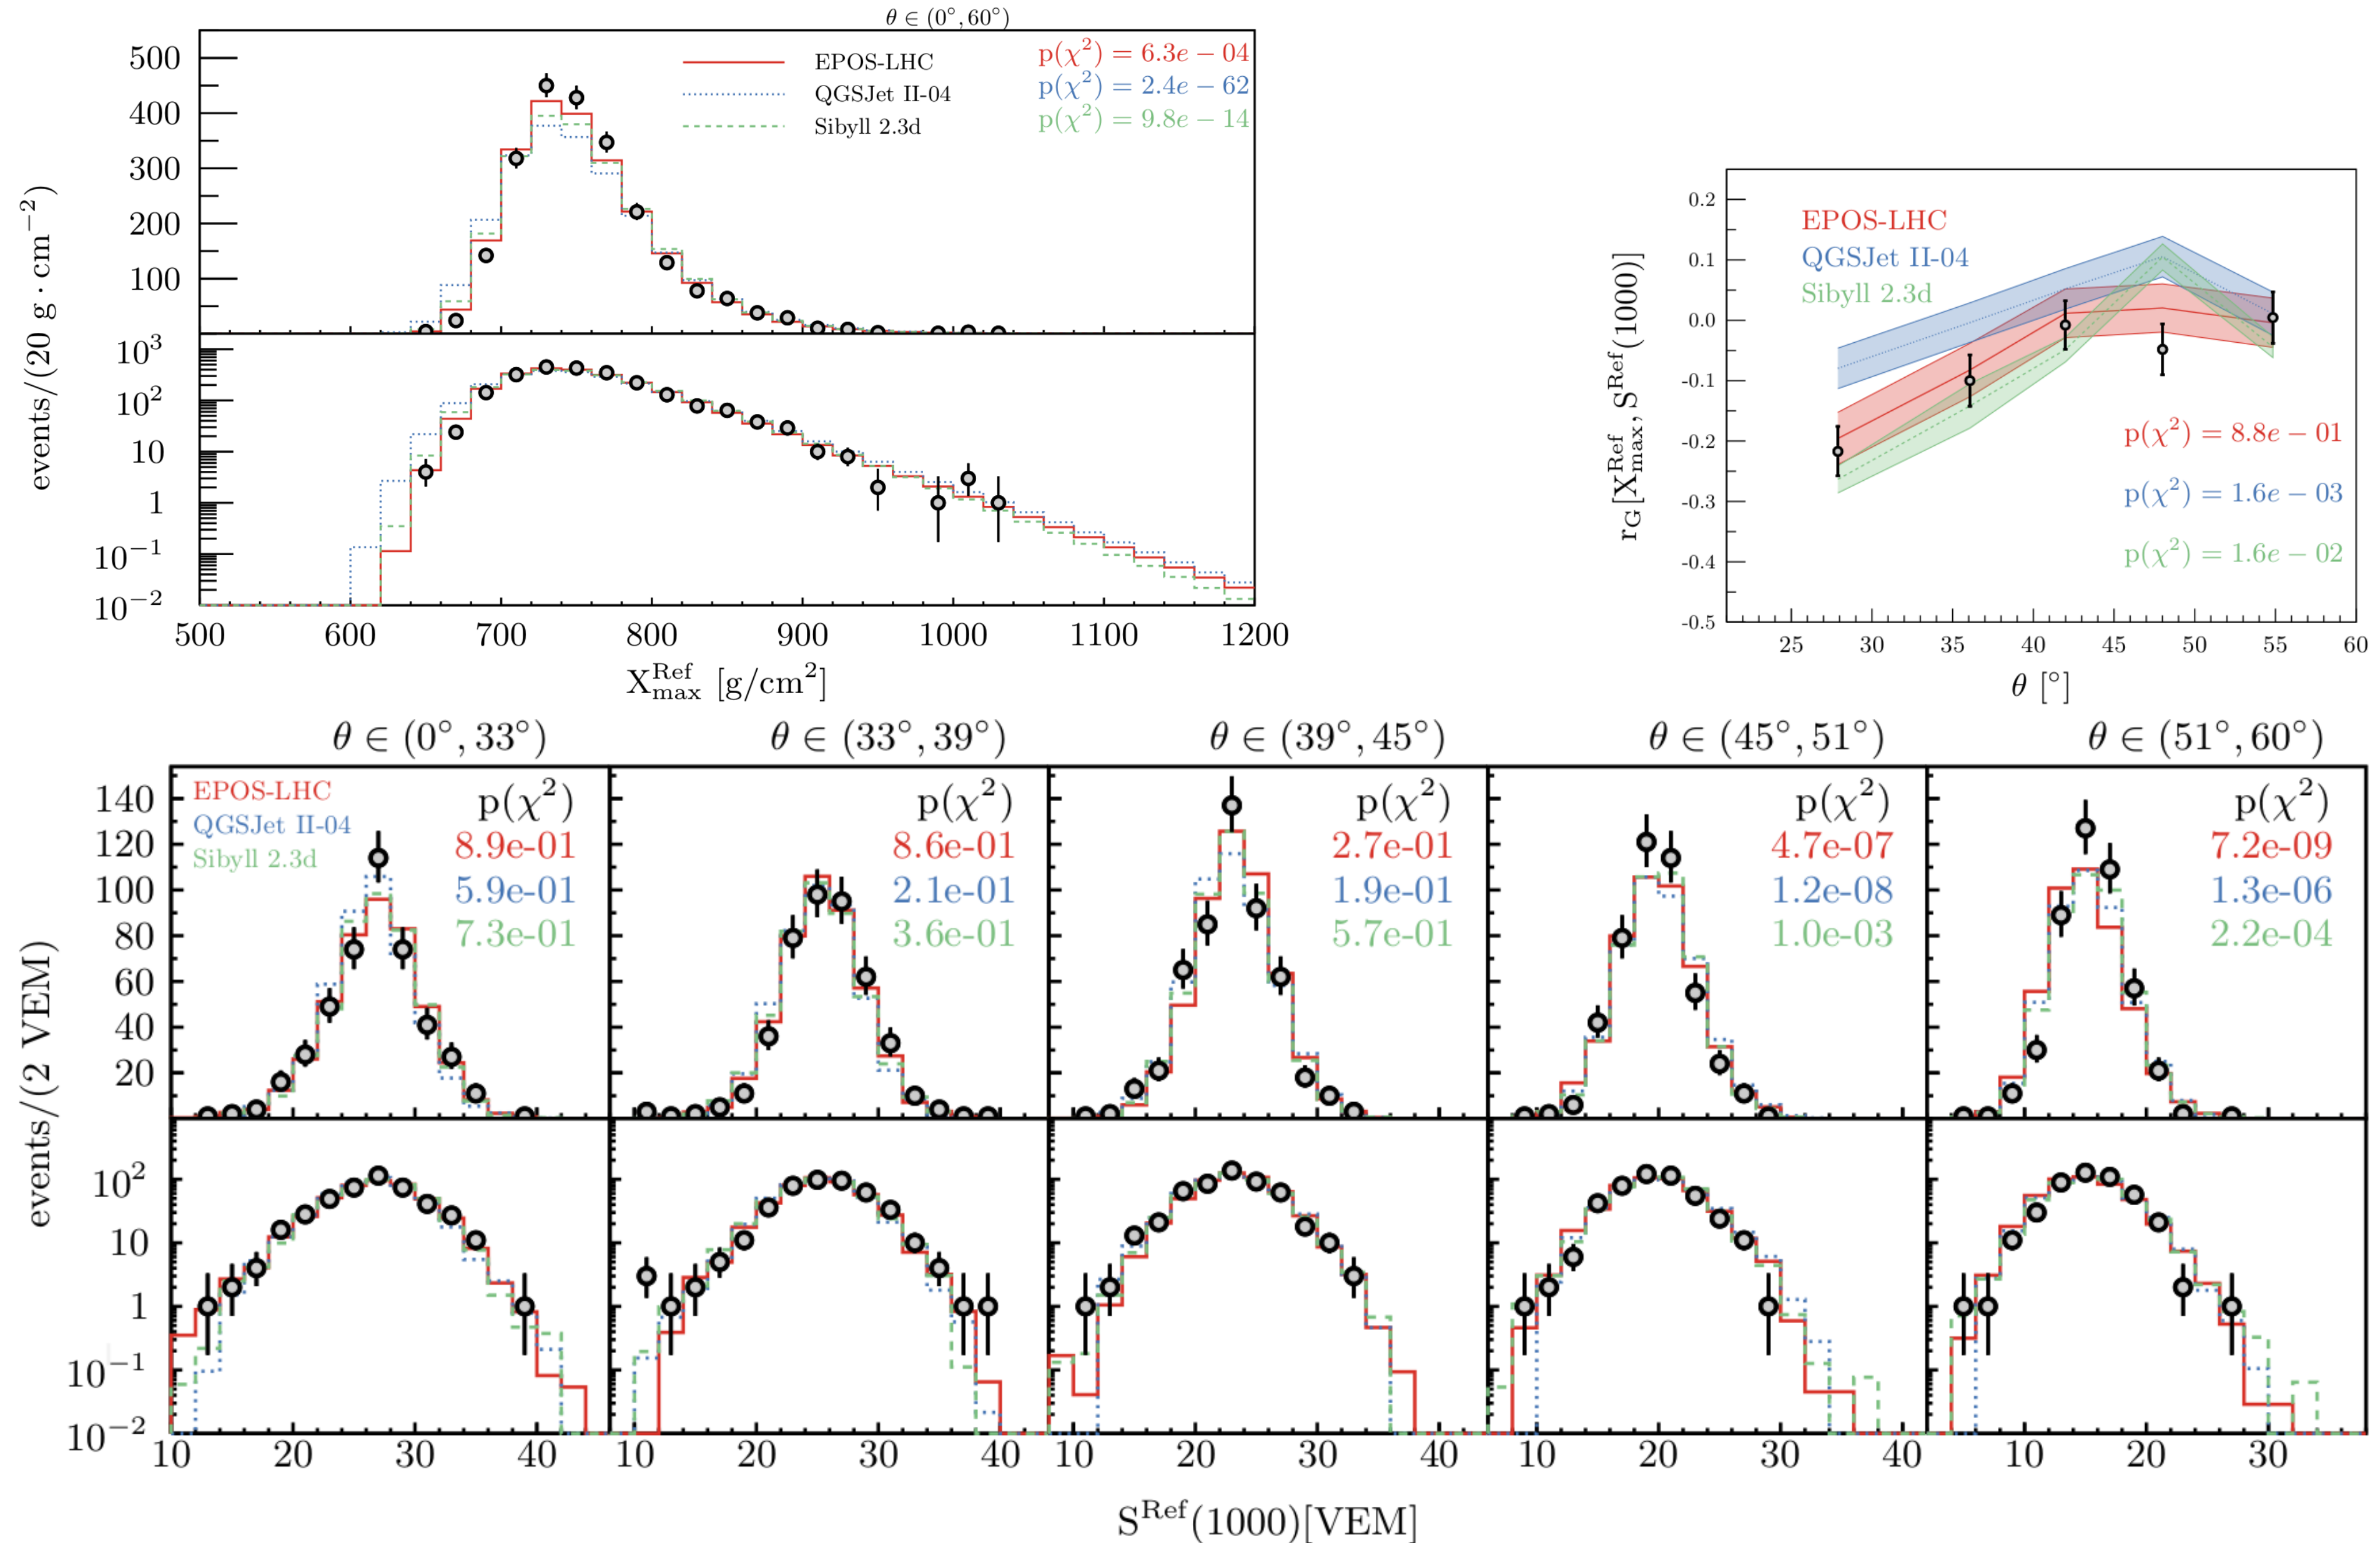 θ ∈ (0°, 60°)
EPOS-LHC
QGSJet II-04
Sibyll 2.3d
p(χ²) = 6.3e − 04
p(χ²) = 2.4e − 62
p(χ²) = 9.8e − 14
events/(20 g · cm⁻²)
500
400
300
200
100
10³
10²
10
1
10⁻¹
10⁻²
500 600 700 800 900 1000 1100 1200
X_max^Ref [g/cm²]
EPOS-LHC
QGSJet II-04
Sibyll 2.3d
r_G[X_max^Ref, S^Ref(1000)]
0.2
0.1
0.0
-0.1
-0.2
-0.3
-0.4
-0.5
p(χ²) = 8.8e − 01
p(χ²) = 1.6e − 03
p(χ²) = 1.6e − 02
25 30 35 40 45 50 55 60
θ [°]
θ ∈ (0°, 33°) θ ∈ (33°, 39°) θ ∈ (39°, 45°) θ ∈ (45°, 51°) θ ∈ (51°, 60°)
EPOS-LHC
QGSJet II-04
Sibyll 2.3d
p(χ²)
8.9e-01
5.9e-01
7.3e-01
p(χ²)
8.6e-01
2.1e-01
3.6e-01
p(χ²)
2.7e-01
1.9e-01
5.7e-01
p(χ²)
4.7e-07
1.2e-08
1.0e-03
p(χ²)
7.2e-09
1.3e-06
2.2e-04
events/(2 VEM)
140
120
100
80
60
40
20
10²
10
1
10⁻¹
10⁻²
10 20 30 40 10 20 30 40 10 20 30 40 10 20 30 40 10 20 30
S^Ref(1000)[VEM]